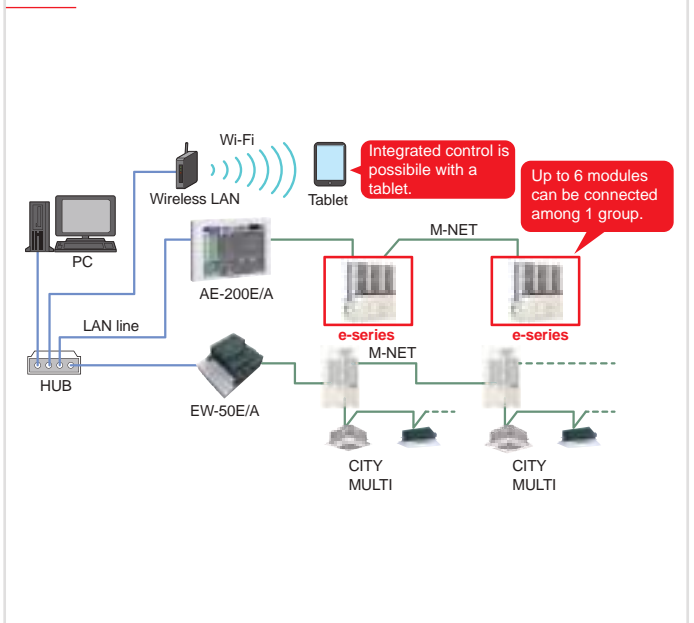 Wi-Fi
Integrated control is
possibile with a
tablet.
Up to 6 modules
can be connected
among 1 group.
Wireless LAN
Tablet
M-NET
PC
AE-200E/A
LAN line
e-series
e-series
M-NET
HUB
EW-50E/A
CITY
MULTI
CITY
MULTI